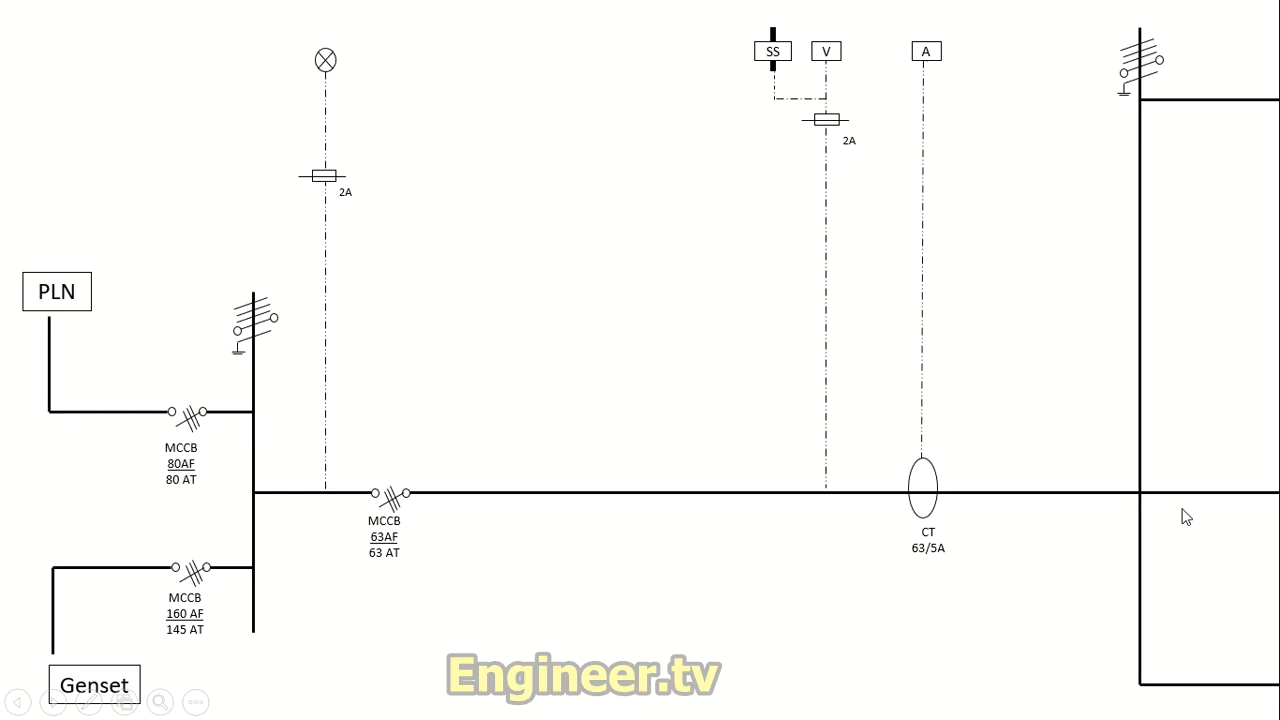 SS
V
A
2A
2A
PLN
MCCB
80AF
80 AT
MCCB
63AF
63 AT
CT
63/5A
MCCB
160 AF
145 AT
Genset
Engineer.tv